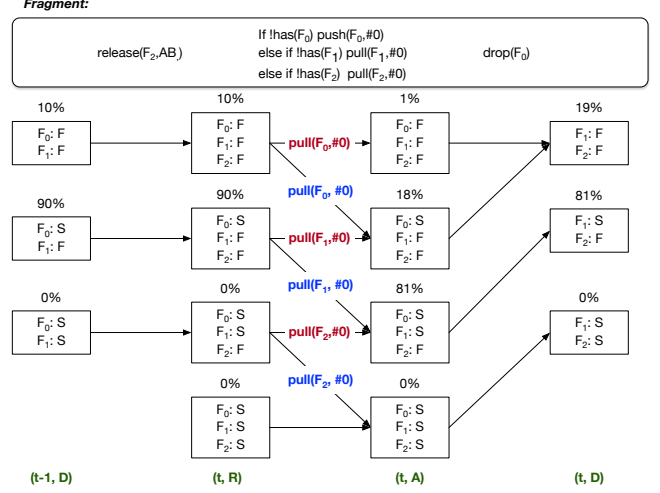 Fragment:
If !has(F₀) push(F₀,#0)
release(F₂,AB,) else if !has(F₁) pull(F₁,#0) drop(F₀)
else if !has(F₂) pull(F₂,#0)
10% 10% 1% 19%
F₀: F
F₁: F
F₀: F
F₁: F
F₂: F
pull(F₀,#0)
F₀: F
F₁: F
F₂: F
F₁: F
F₂: F
pull(F₀, #0)
90% 90% 18% 81%
F₀: S
F₁: F
F₀: S
F₁: F
F₂: F
pull(F₁,#0)
F₀: S
F₁: F
F₂: F
F₁: S
F₂: F
pull(F₁, #0)
0% 0% 81% 0%
F₀: S
F₁: S
F₀: S
F₁: S
F₂: F
pull(F₂,#0)
F₀: S
F₁: S
F₂: F
F₁: S
F₂: S
pull(F₂, #0)
0% 0%
F₀: S
F₁: S
F₂: S
F₀: S
F₁: S
F₂: S
(t-1, D) (t, R) (t, A) (t, D)